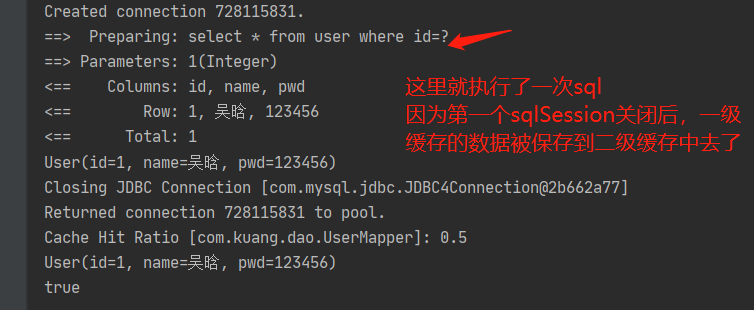 Created connection 728115831.
==>  Preparing: select * from user where id=?
==> Parameters: 1(Integer)
<==    Columns: id, name, pwd
<==        Row: 1, 吴晗, 123456
<==      Total: 1
User(id=1, name=吴晗, pwd=123456)
Closing JDBC Connection [com.mysql.jdbc.JDBC4Connection@2b662a77]
Returned connection 728115831 to pool.
Cache Hit Ratio [com.kuang.dao.UserMapper]: 0.5
User(id=1, name=吴晗, pwd=123456)
true
这里就执行了一次sql
因为第一个sqlSession关闭后，一级
缓存的数据被保存到二级缓存中去了